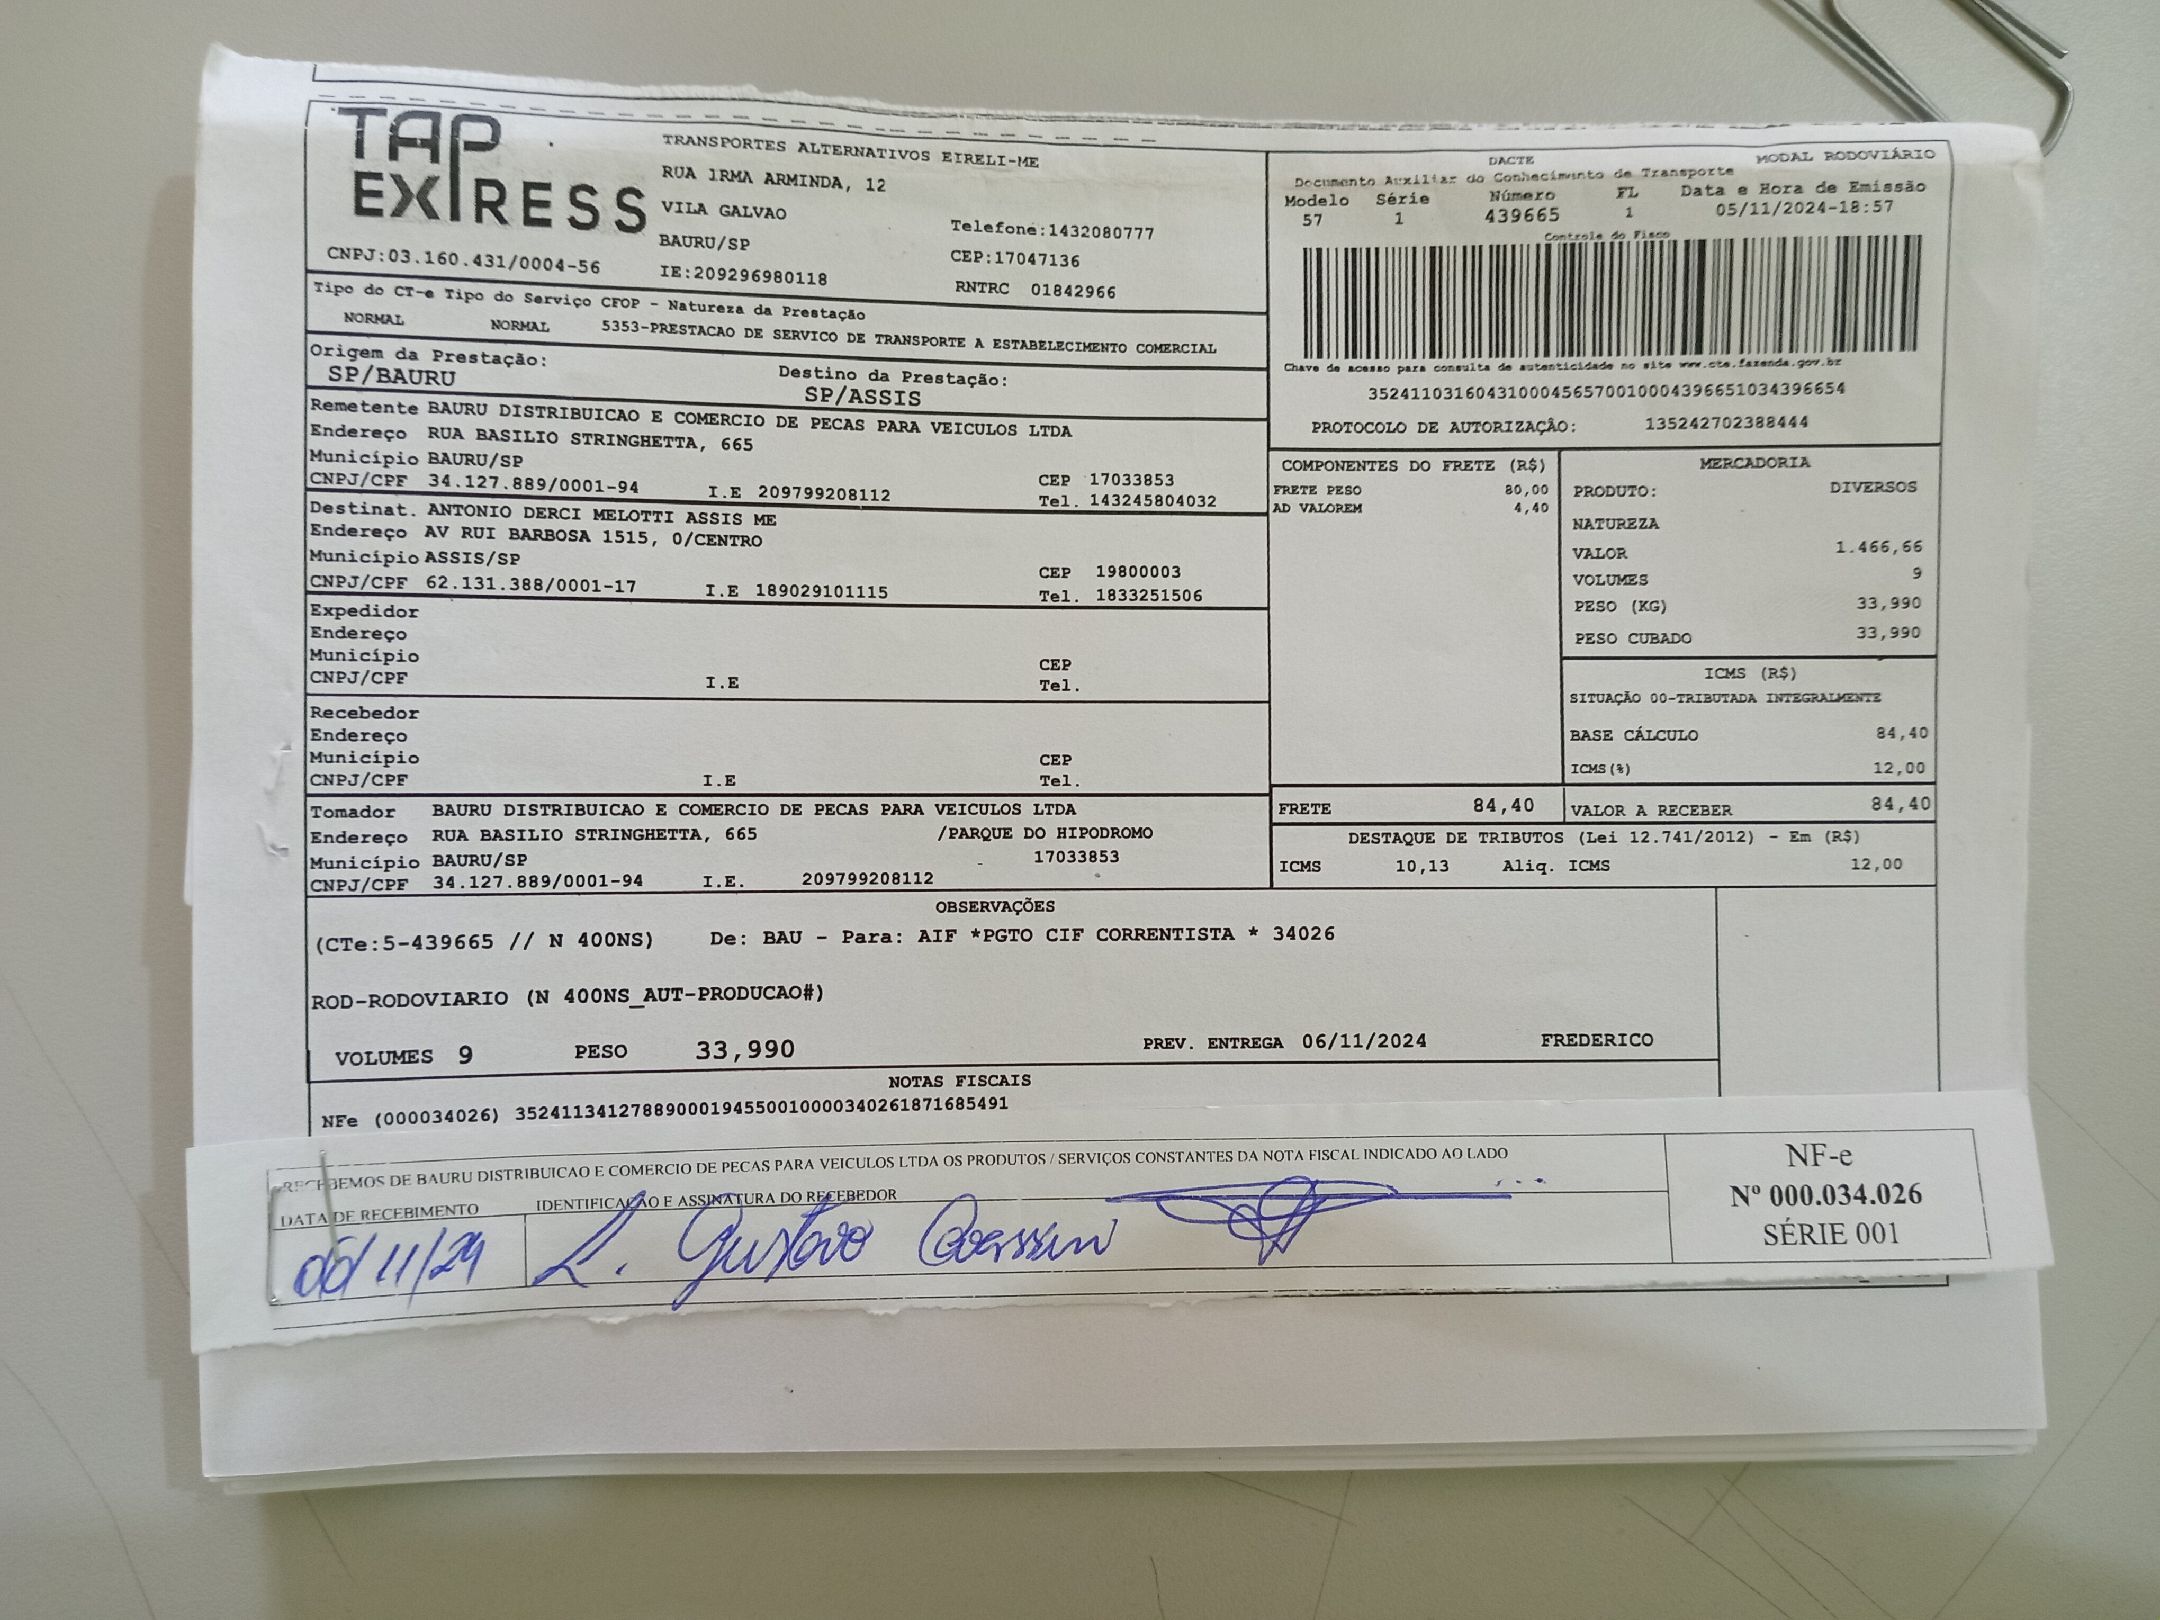 TAP EXPRESS
TRANSPORTES ALTERNATIVOS EIRELI-ME
RUA IRMA ARMINDA, 12
VILA GALVAO
BAURU/SP Telefone:1432080777
CNPJ:03.160.431/0004-56 IE:209296980118 CEP:17047136
RNTRC 01842966
DACTE MODAL RODOVIÁRIO
Documento Auxiliar do Conhecimento de Transporte
Modelo Série Número FL Data e Hora de Emissão
57 1 439665 1 05/11/2024-18:57
Controle do Fisco
Chave de acesso para consulta de autenticidade no site www.cte.fazenda.gov.br
35241103160431000456570010004396651034396654
PROTOCOLO DE AUTORIZAÇÃO: 135242702388444
Tipo do CT-e Tipo do Serviço CFOP - Natureza da Prestação
NORMAL NORMAL 5353-PRESTACAO DE SERVICO DE TRANSPORTE A ESTABELECIMENTO COMERCIAL
Origem da Prestação: Destino da Prestação:
SP/BAURU SP/ASSIS
Remetente BAURU DISTRIBUICAO E COMERCIO DE PECAS PARA VEICULOS LTDA
Endereço RUA BASILIO STRINGHETTA, 665
Município BAURU/SP CEP 17033853
CNPJ/CPF 34.127.889/0001-94 I.E 209799208112 Tel. 143245804032
Destinat. ANTONIO DERCI MELOTTI ASSIS ME
Endereço AV RUI BARBOSA 1515, 0/CENTRO
Município ASSIS/SP CEP 19800003
CNPJ/CPF 62.131.388/0001-17 I.E 189029101115 Tel. 1833251506
Expedidor
Endereço
Município CEP
CNPJ/CPF I.E Tel.
Recebedor
Endereço
Município CEP
CNPJ/CPF I.E Tel.
Tomador BAURU DISTRIBUICAO E COMERCIO DE PECAS PARA VEICULOS LTDA
Endereço RUA BASILIO STRINGHETTA, 665 /PARQUE DO HIPODROMO
Município BAURU/SP - 17033853
CNPJ/CPF 34.127.889/0001-94 I.E. 209799208112
COMPONENTES DO FRETE (R$)
FRETE PESO 80,00
AD VALOREM 4,40
MERCADORIA
PRODUTO: DIVERSOS
NATUREZA
VALOR 1.466,66
VOLUMES 9
PESO (KG) 33,990
PESO CUBADO 33,990
ICMS (R$)
SITUAÇÃO 00-TRIBUTADA INTEGRALMENTE
BASE CÁLCULO 84,40
ICMS(%) 12,00
FRETE 84,40 VALOR A RECEBER 84,40
DESTAQUE DE TRIBUTOS (Lei 12.741/2012) - Em (R$)
ICMS 10,13 Aliq. ICMS 12,00
OBSERVAÇÕES
(CTe:5-439665 // N 400NS) De: BAU - Para: AIF *PGTO CIF CORRENTISTA * 34026
ROD-RODOVIARIO (N 400NS_AUT-PRODUCAO#)
VOLUMES 9 PESO 33,990 PREV. ENTREGA 06/11/2024 FREDERICO
NOTAS FISCAIS
NFe (000034026) 35241134127889000194550010000340261871685491
RECEBEMOS DE BAURU DISTRIBUICAO E COMERCIO DE PECAS PARA VEICULOS LTDA OS PRODUTOS / SERVIÇOS CONSTANTES DA NOTA FISCAL INDICADO AO LADO
DATA DE RECEBIMENTO IDENTIFICAÇÃO E ASSINATURA DO RECEBEDOR
06/11/24 L. Gustavo
NF-e
Nº 000.034.026
SÉRIE 001